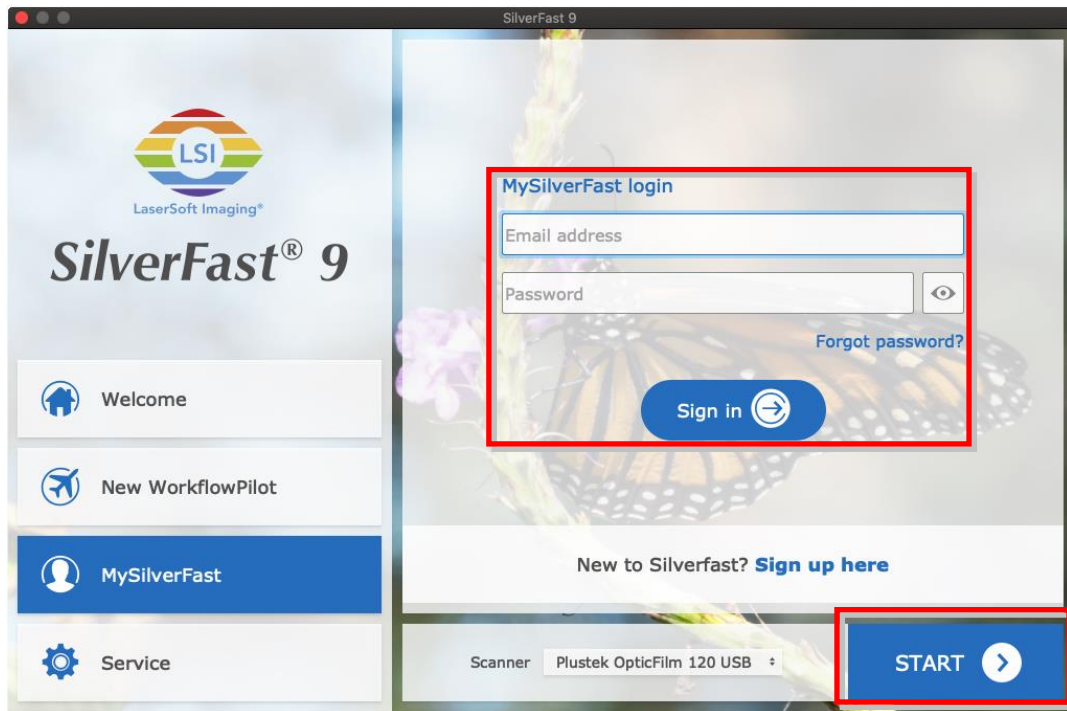 SilverFast 9
LSI
LaserSoft Imaging®
SilverFast® 9
Welcome
New WorkflowPilot
MySilverFast
Service
MySilverFast login
Email address
Password
Forgot password?
Sign in
New to Silverfast? Sign up here
Scanner Plustek OpticFilm 120 USB
START